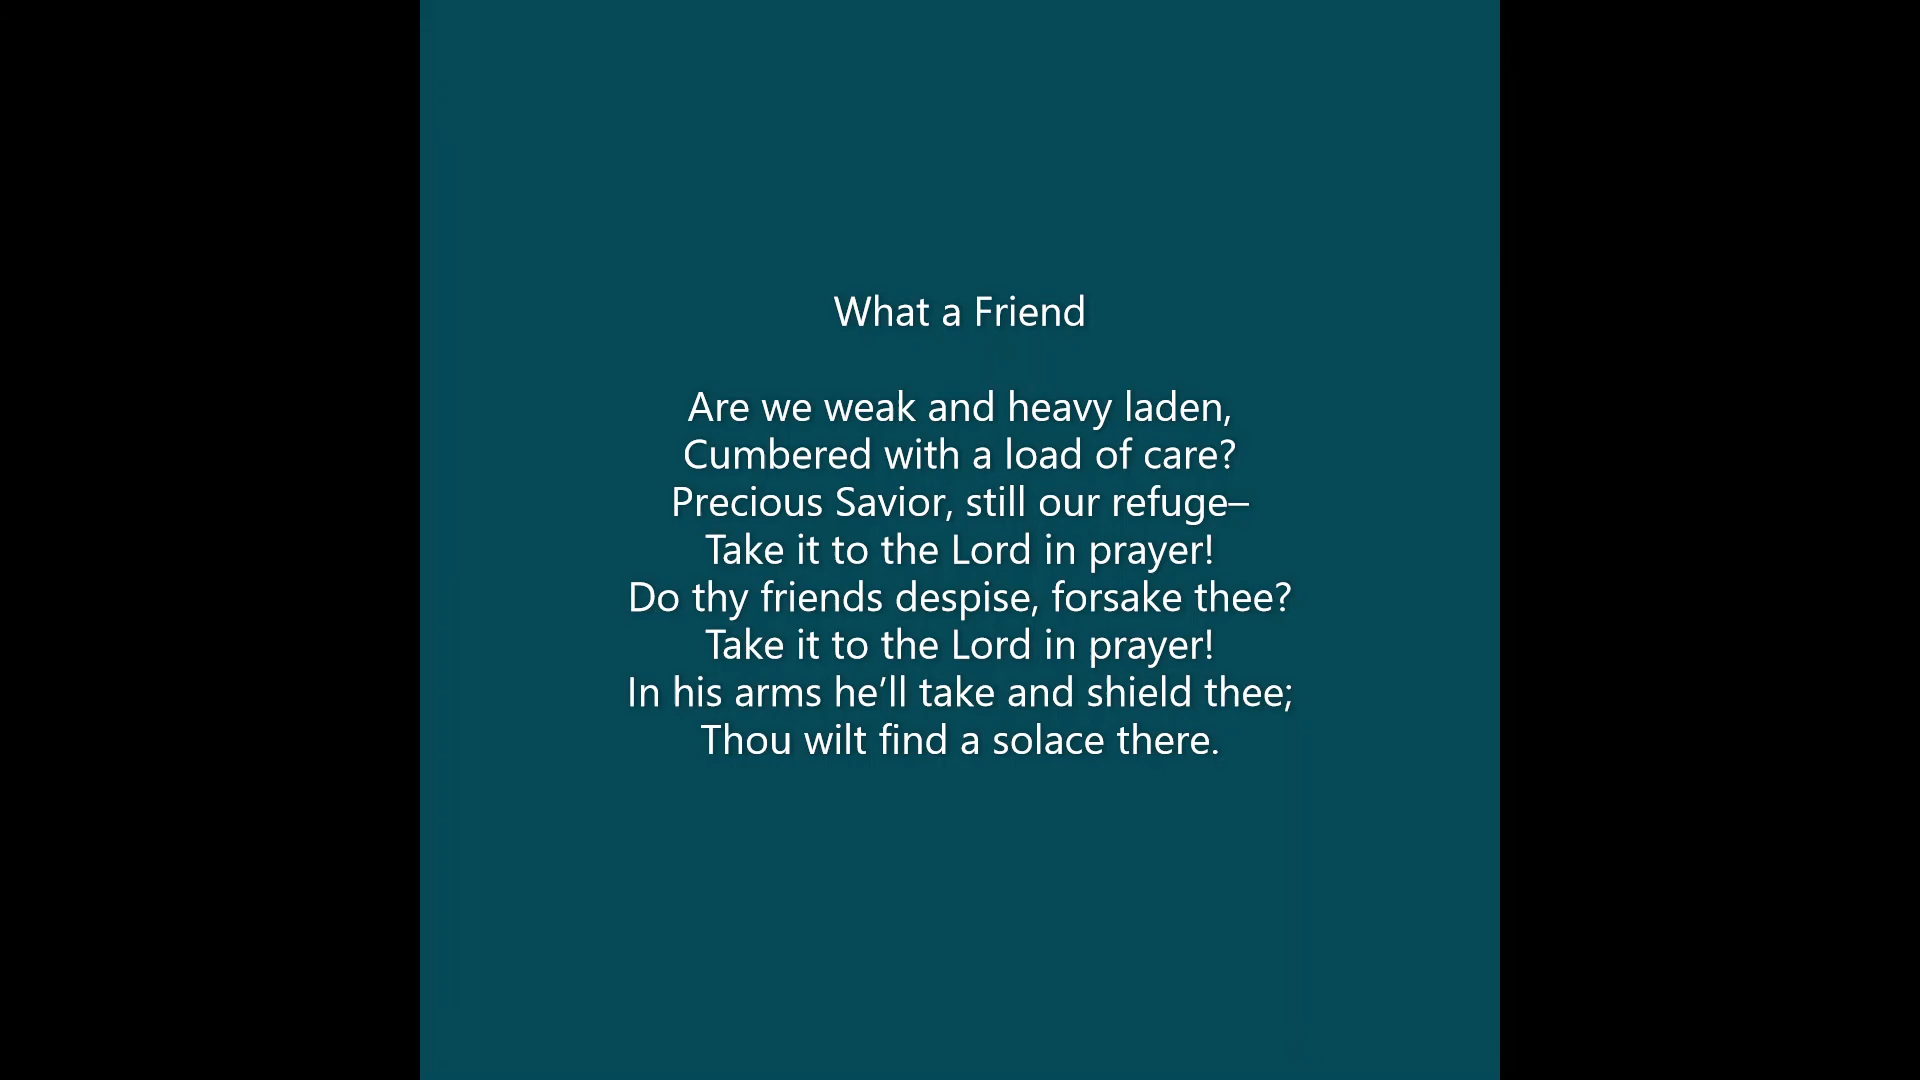 What a Friend
Are we weak and heavy laden,
Cumbered with a load of care?
Precious Savior, still our refuge–
Take it to the Lord in prayer!
Do thy friends despise, forsake thee?
Take it to the Lord in prayer!
In his arms he’ll take and shield thee;
Thou wilt find a solace there.